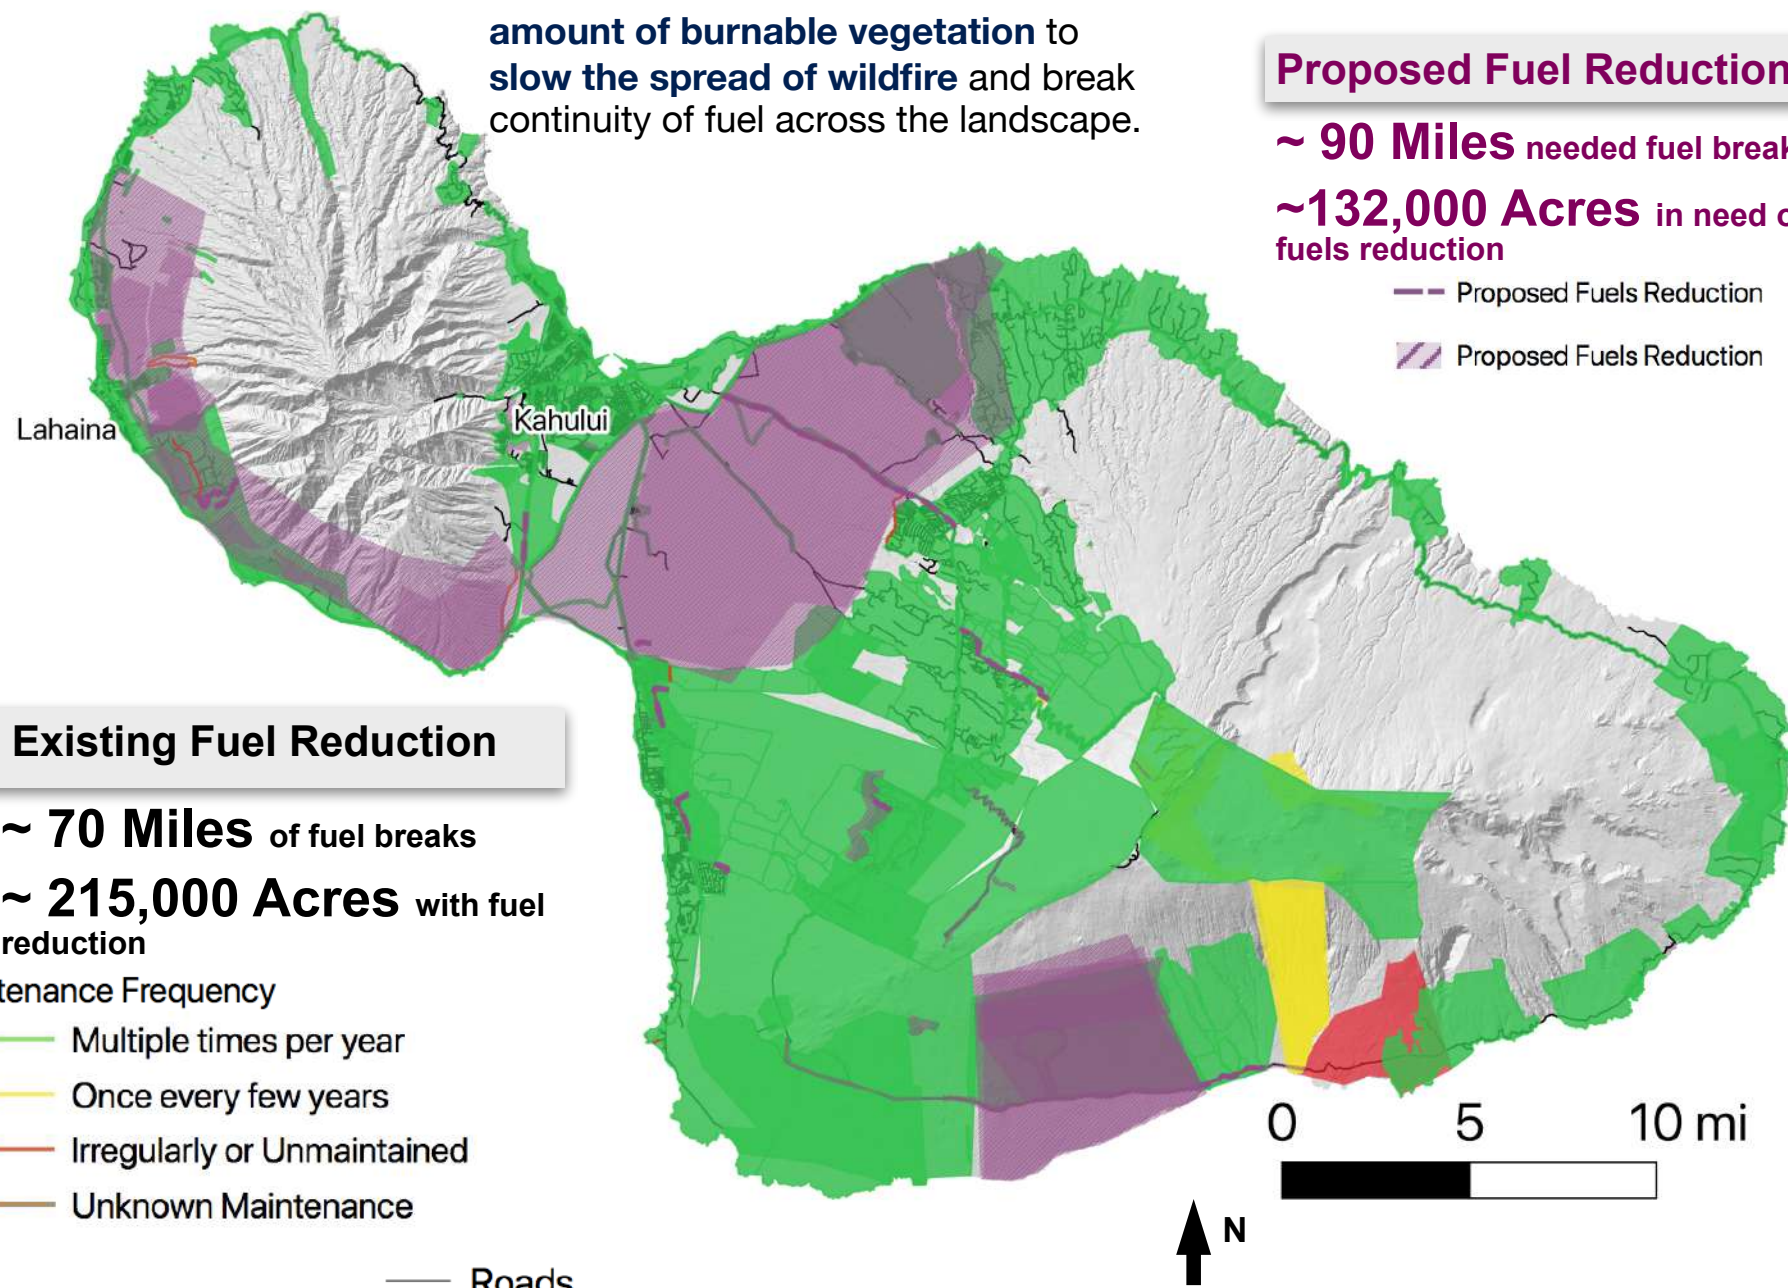 amount of burnable vegetation to
slow the spread of wildfire and break
continuity of fuel across the landscape.
Proposed Fuel Reduction
~ 90 Miles needed fuel break
~132,000 Acres in need o
fuels reduction
Proposed Fuels Reduction
Proposed Fuels Reduction
Lahaina
Kahului
Existing Fuel Reduction
~ 70 Miles of fuel breaks
~ 215,000 Acres with fuel
reduction
tenance Frequency
Multiple times per year
Once every few years
Irregularly or Unmaintained
Unknown Maintenance
Roads
0 5 10 mi
N